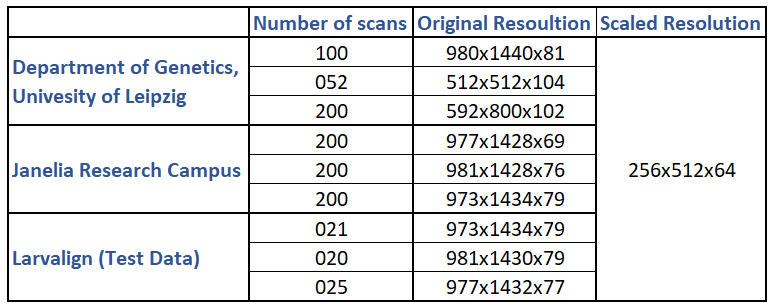 Number of scans Original Resoultion Scaled Resolution
Department of Genetics,
Univesity of Leipzig
100 980x1440x81
052 512x512x104
200 592x800x102
Janelia Research Campus
200 977x1428x69
200 981x1428x76
200 973x1434x79
256x512x64
Larvalign (Test Data)
021 973x1434x79
020 981x1430x79
025 977x1432x77